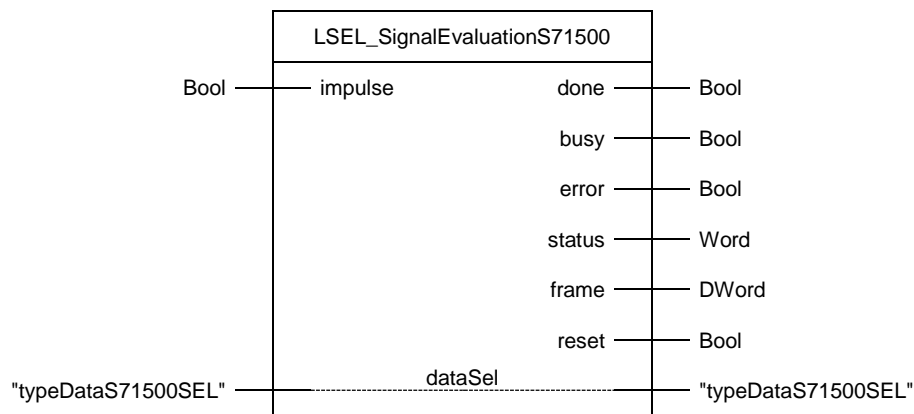 LSEL_SignalEvaluationS71500
Bool impulse done Bool
busy Bool
error Bool
status Word
frame DWord
reset Bool
"typeDataS71500SEL" dataSel "typeDataS71500SEL"